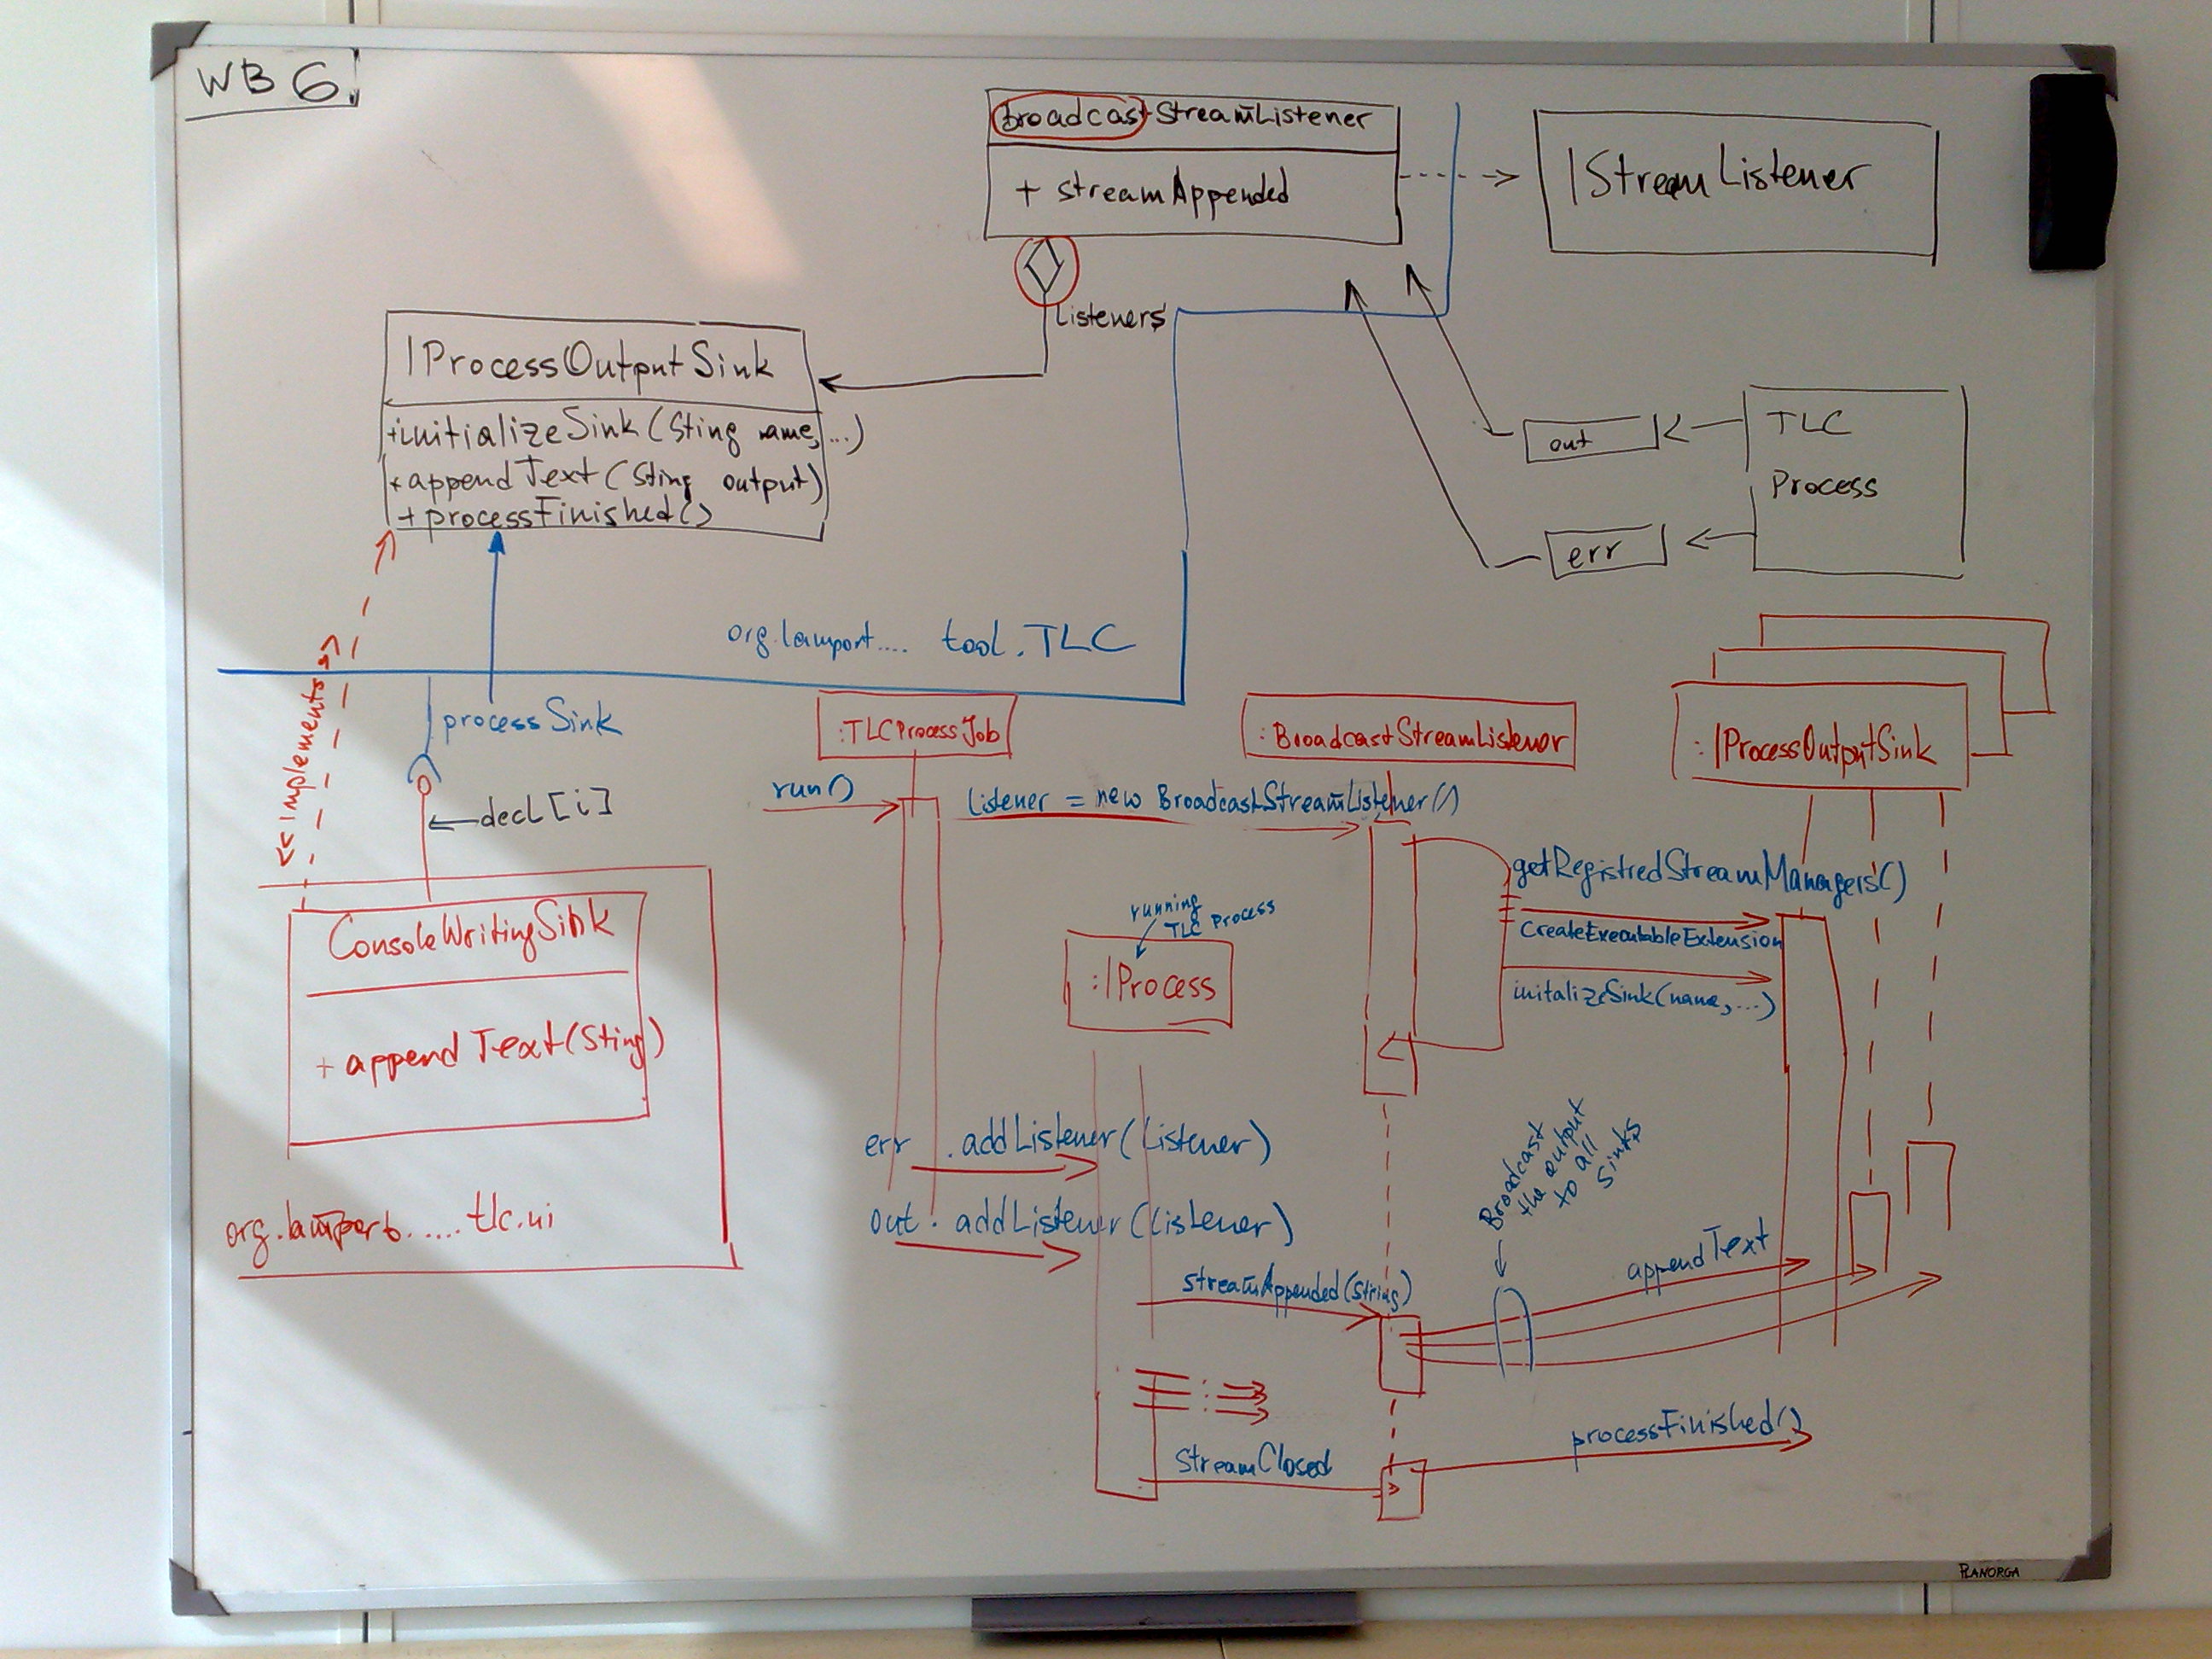 WB 6.
broadcastStreamListener
+ streamAppended
IStreamListener
Listeners
IProcessOutputSink
+initializeSink(Sting name, ...)
+appendText(Sting output)
+processFinished()
out
TLC
Process
err
org.lamport.... tool.TLC
<<implements>>
processSink
decl[i]
:TLCProcessJob
:BroadcastStreamListener
:IProcessOutputSink
run()
listener = new BroadcastStreamListener()
getRegistredStreamManagers()
CreateExecutableExtension
initalizeSink(name,...)
running
TLC Process
:IProcess
ConsoleWritingSink
+ appendText(Sting)
org.lamport...... tlc.ui
err .addListener(listener)
out. addListener(listener)
Broadcast
the output
to all
sinks
streamAppended(String)
appendText
StreamClosed
processFinished()
PLANORGA